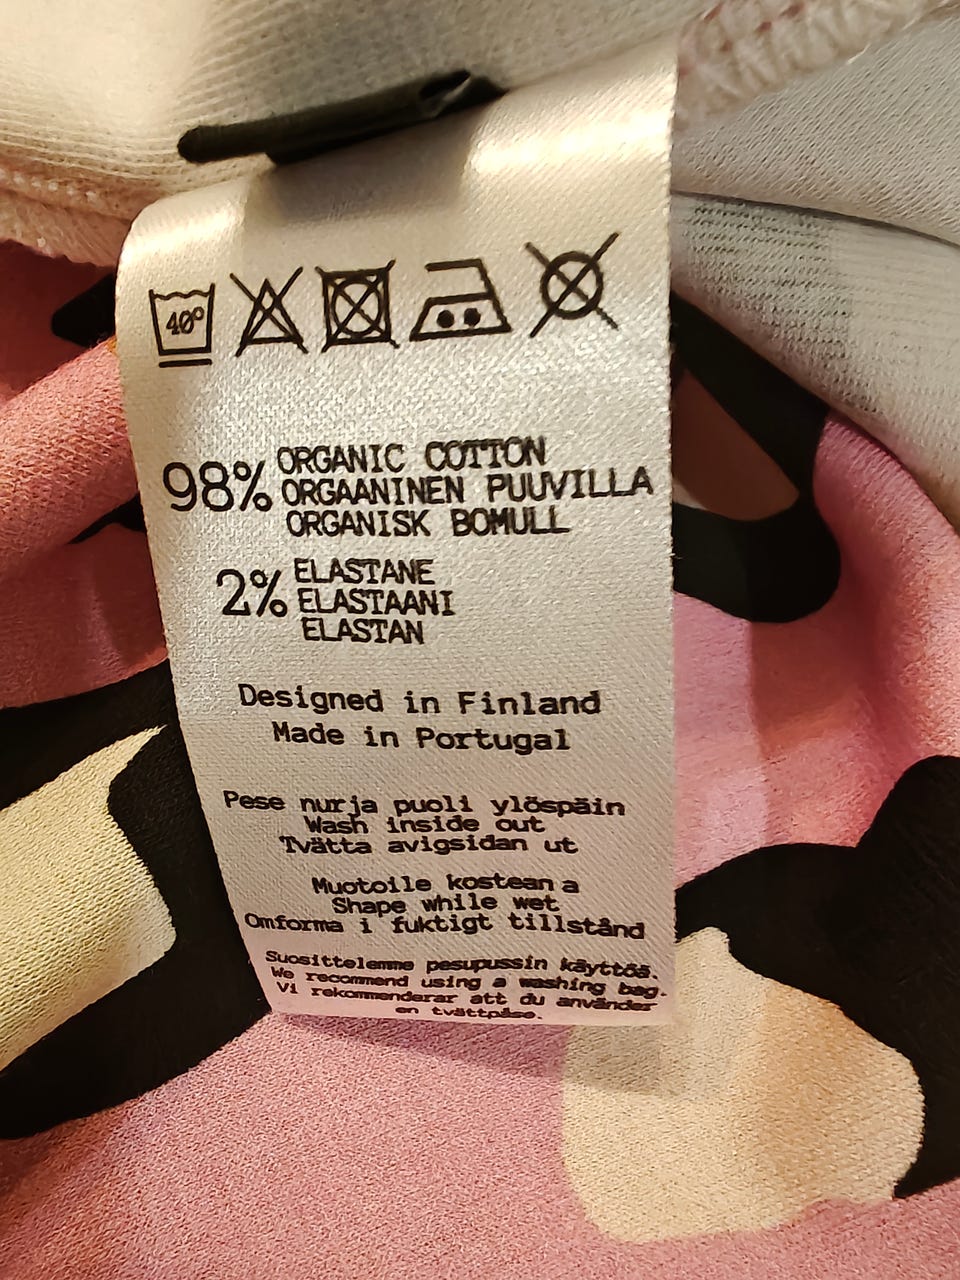 40°
98% ORGANIC COTTON
ORGAANINEN PUUVILLA
ORGANISK BOMULL
2% ELASTANE
ELASTAANI
ELASTAN
Designed in Finland
Made in Portugal
Pese nurja puoli ylöspäin
Wash inside out
Tvätta avigsidan ut
Muotoile kosteana
Shape while wet
Omforma i fuktigt tillstånd
Suosittelemme pesupussin käyttöä.
We recommend using a washing bag.
Vi rekommenderar att du använder
en tvättpåse.